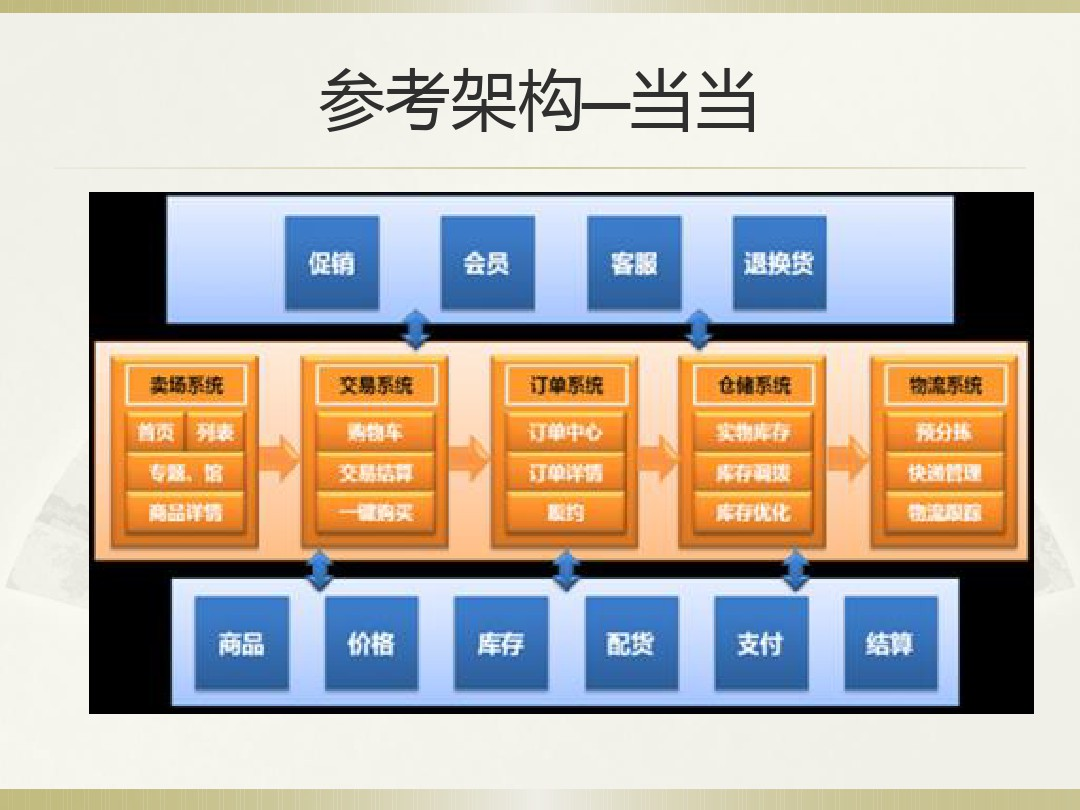 参考架构—当当
促销 会员 客服 退换货
卖场系统 交易系统 订单系统 仓储系统 物流系统
首页 列表 购物车 订单中心 实物库存 预分拣
专题、馆 交易结算 订单详情 库存调拨 快递管理
商品详情 一键购买 履约 库存优化 物流跟踪
商品 价格 库存 配货 支付 结算